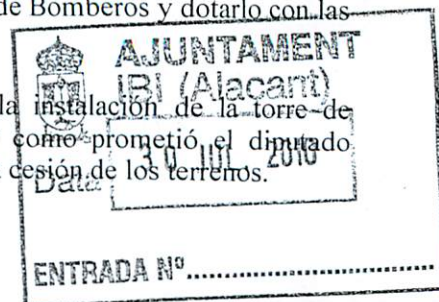 de Bomberos y dotarlo con las
AJUNTAMENT
IBI (Alacant)
la instalación de la torre de
como prometió el diputado
30 JUL. 2010
Data
cesión de los terrenos.
ENTRADA Nº